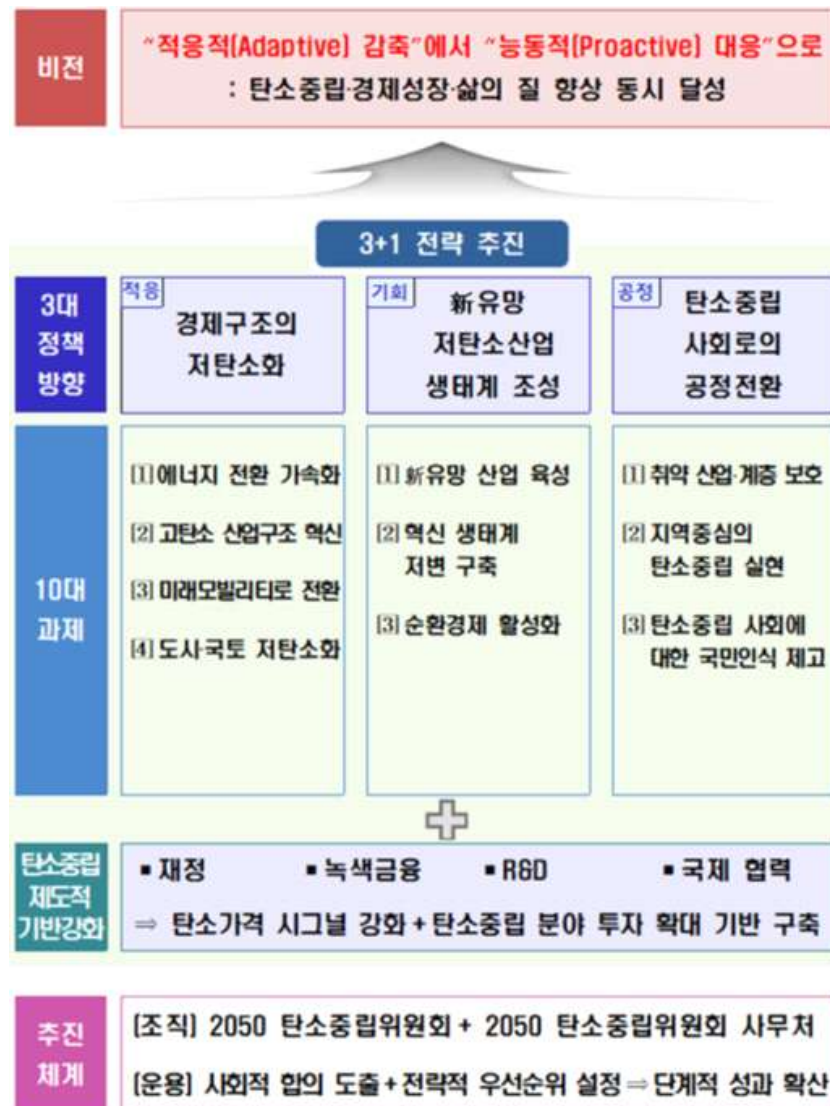 비전
“적응적(Adaptive) 감축”에서 “능동적(Proactive) 대응”으로
: 탄소중립·경제성장·삶의 질 향상 동시 달성
3+1 전략 추진
3대
정책
방향
적응
경제구조의
저탄소화
기회
新유망
저탄소산업
생태계 조성
공정
탄소중립
사회로의
공정전환
10대
과제
[1] 에너지 전환 가속화
[2] 고탄소 산업구조 혁신
[3] 미래모빌리티로 전환
[4] 도시·국토 저탄소화
[1] 新유망 산업 육성
[2] 혁신 생태계
저변 구축
[3] 순환경제 활성화
[1] 취약 산업·계층 보호
[2] 지역중심의
탄소중립 실현
[3] 탄소중립 사회에
대한 국민인식 제고
탄소중립
제도적
기반강화
▪ 재정 ▪ 녹색금융 ▪ R&D ▪ 국제 협력
⇒ 탄소가격 시그널 강화 + 탄소중립 분야 투자 확대 기반 구축
추진
체계
[조직] 2050 탄소중립위원회 + 2050 탄소중립위원회 사무처
[운용] 사회적 합의 도출 + 전략적 우선순위 설정 ⇒ 단계적 성과 확산